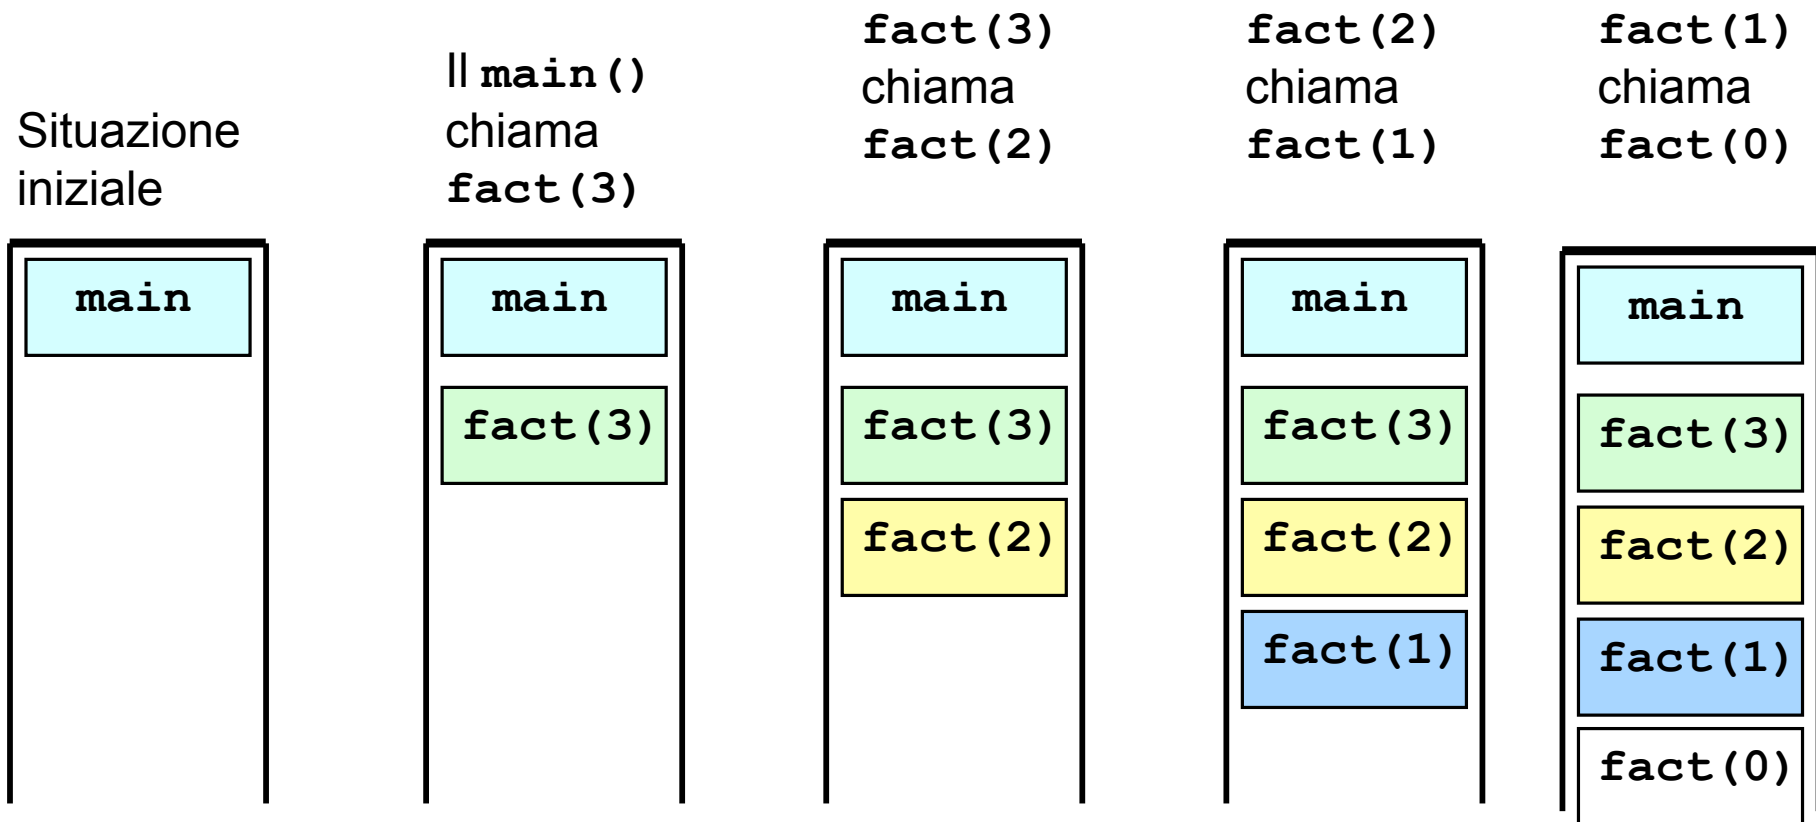 Situazione
iniziale
Il main()
chiama
fact(3)
fact(3)
chiama
fact(2)
fact(2)
chiama
fact(1)
fact(1)
chiama
fact(0)
main
main
fact(3)
main
fact(3)
fact(2)
main
fact(3)
fact(2)
fact(1)
main
fact(3)
fact(2)
fact(1)
fact(0)